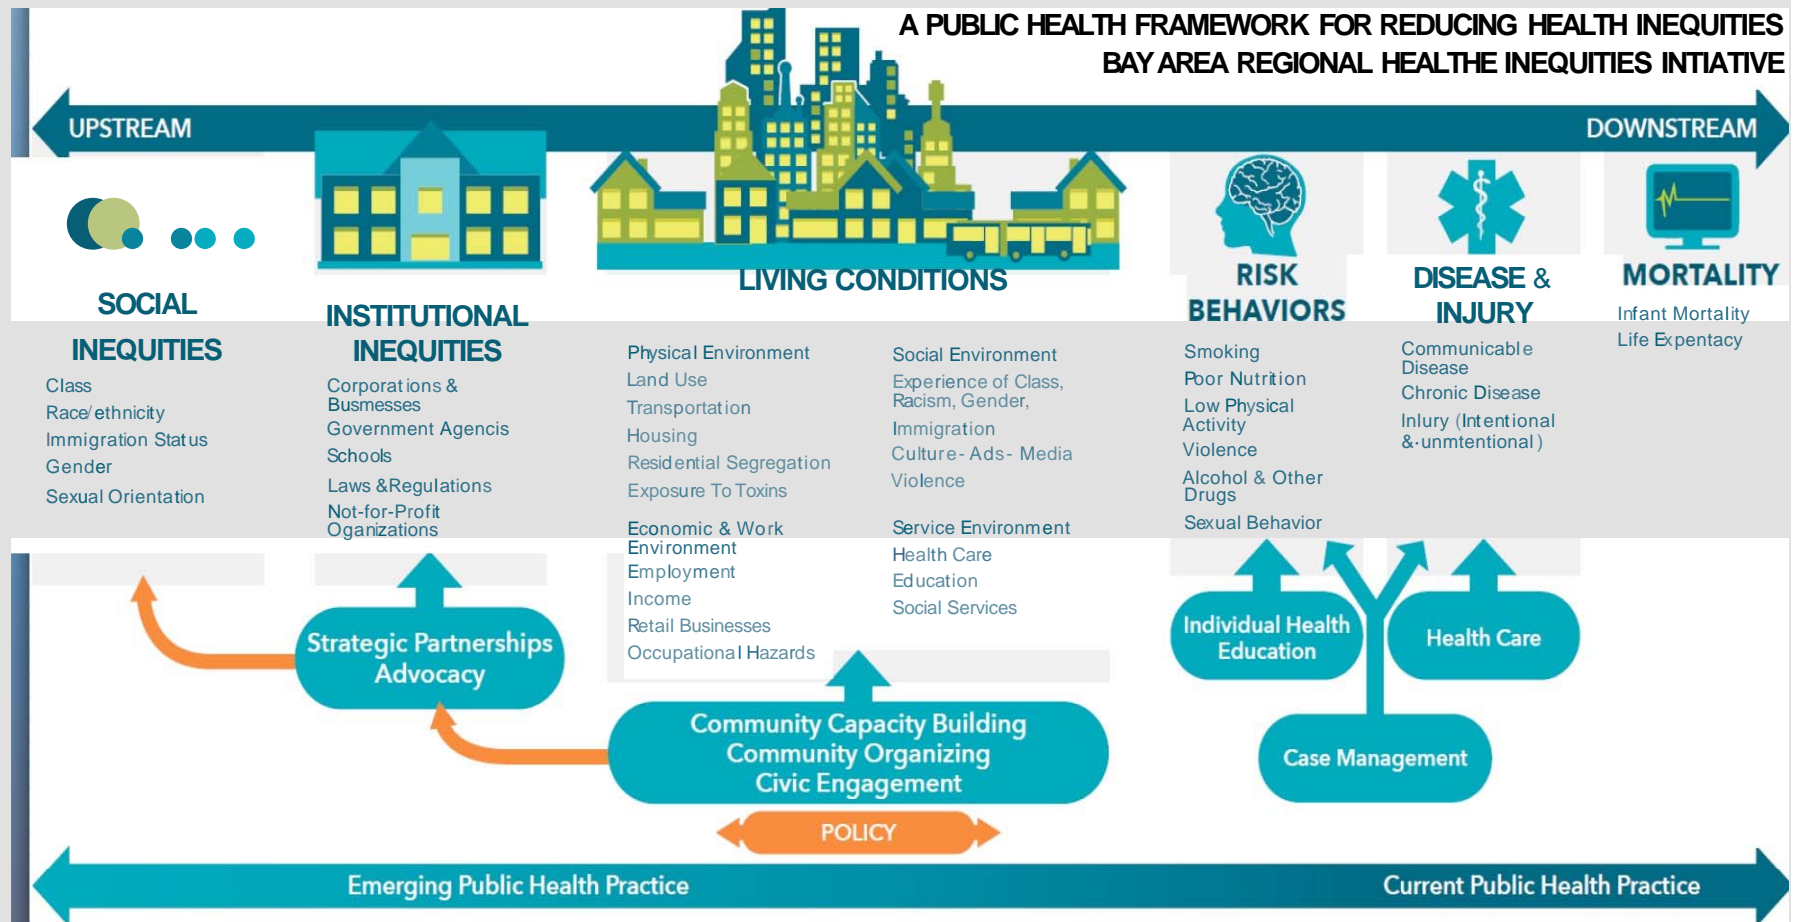 A PUBLIC HEALTH FRAMEWORK FOR REDUCING HEALTH INEQUITIES
BAY AREA REGIONAL HEALTHE INEQUITIES INTIATIVE
UPSTREAM
DOWNSTREAM
SOCIAL
INEQUITIES
Class
Race/ethnicity
Immigration Status
Gender
Sexual Orientation
INSTITUTIONAL
INEQUITIES
Corporations &
Busmesses
Government Agencis
Schools
Laws &Regulations
Not-for-Profit
Oganizations
LIVING CONDITIONS
Physical Environment
Land Use
Transportation
Housing
Residential Segregation
Exposure To Toxins
Economic & Work
Environment
Employment
Income
Retail Businesses
Occupational Hazards
Social Environment
Experience of Class,
Racism, Gender,
Immigration
Culture- Ads- Media
Violence
Service Environment
Health Care
Education
Social Services
RISK
BEHAVIORS
Smoking
Poor Nutrition
Low Physical
Activity
Violence
Alcohol & Other
Drugs
Sexual Behavior
DISEASE &
INJURY
Communicable
Disease
Chronic Disease
Inlury (Intentional
&·unmtentional)
MORTALITY
Infant Mortality
Life Expentacy
Strategic Partnerships
Advocacy
Community Capacity Building
Community Organizing
Civic Engagement
POLICY
Individual Health
Education
Health Care
Case Management
Emerging Public Health Practice
Current Public Health Practice